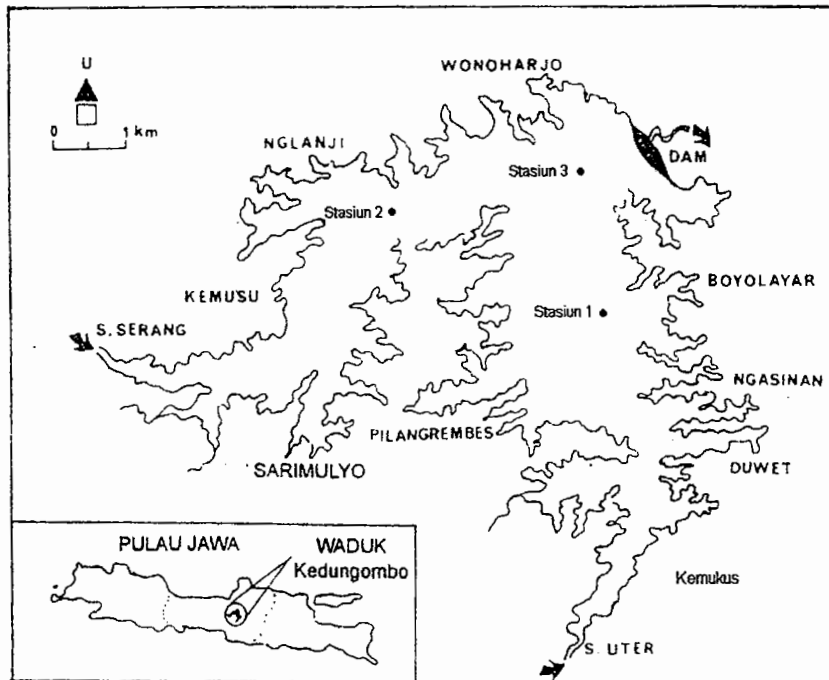 WONOHARJO
U
0 1 km
NGLANJI
DAM
Stasiun 3
Stasiun 2
BOYOLAYAR
KEMUSU
Stasiun 1
S. SERANG
NGASINAN
PILANGREMBES
SARIMULYO
DUWET
PULAU JAWA
WADUK
Kedungombo
Kemukus
S. UTER